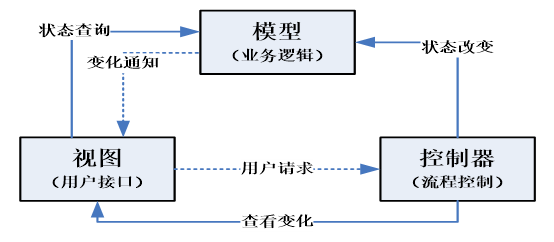 模型
（业务逻辑）
状态查询
变化通知
状态改变
视图
（用户接口）
用户请求
控制器
（流程控制）
查看变化